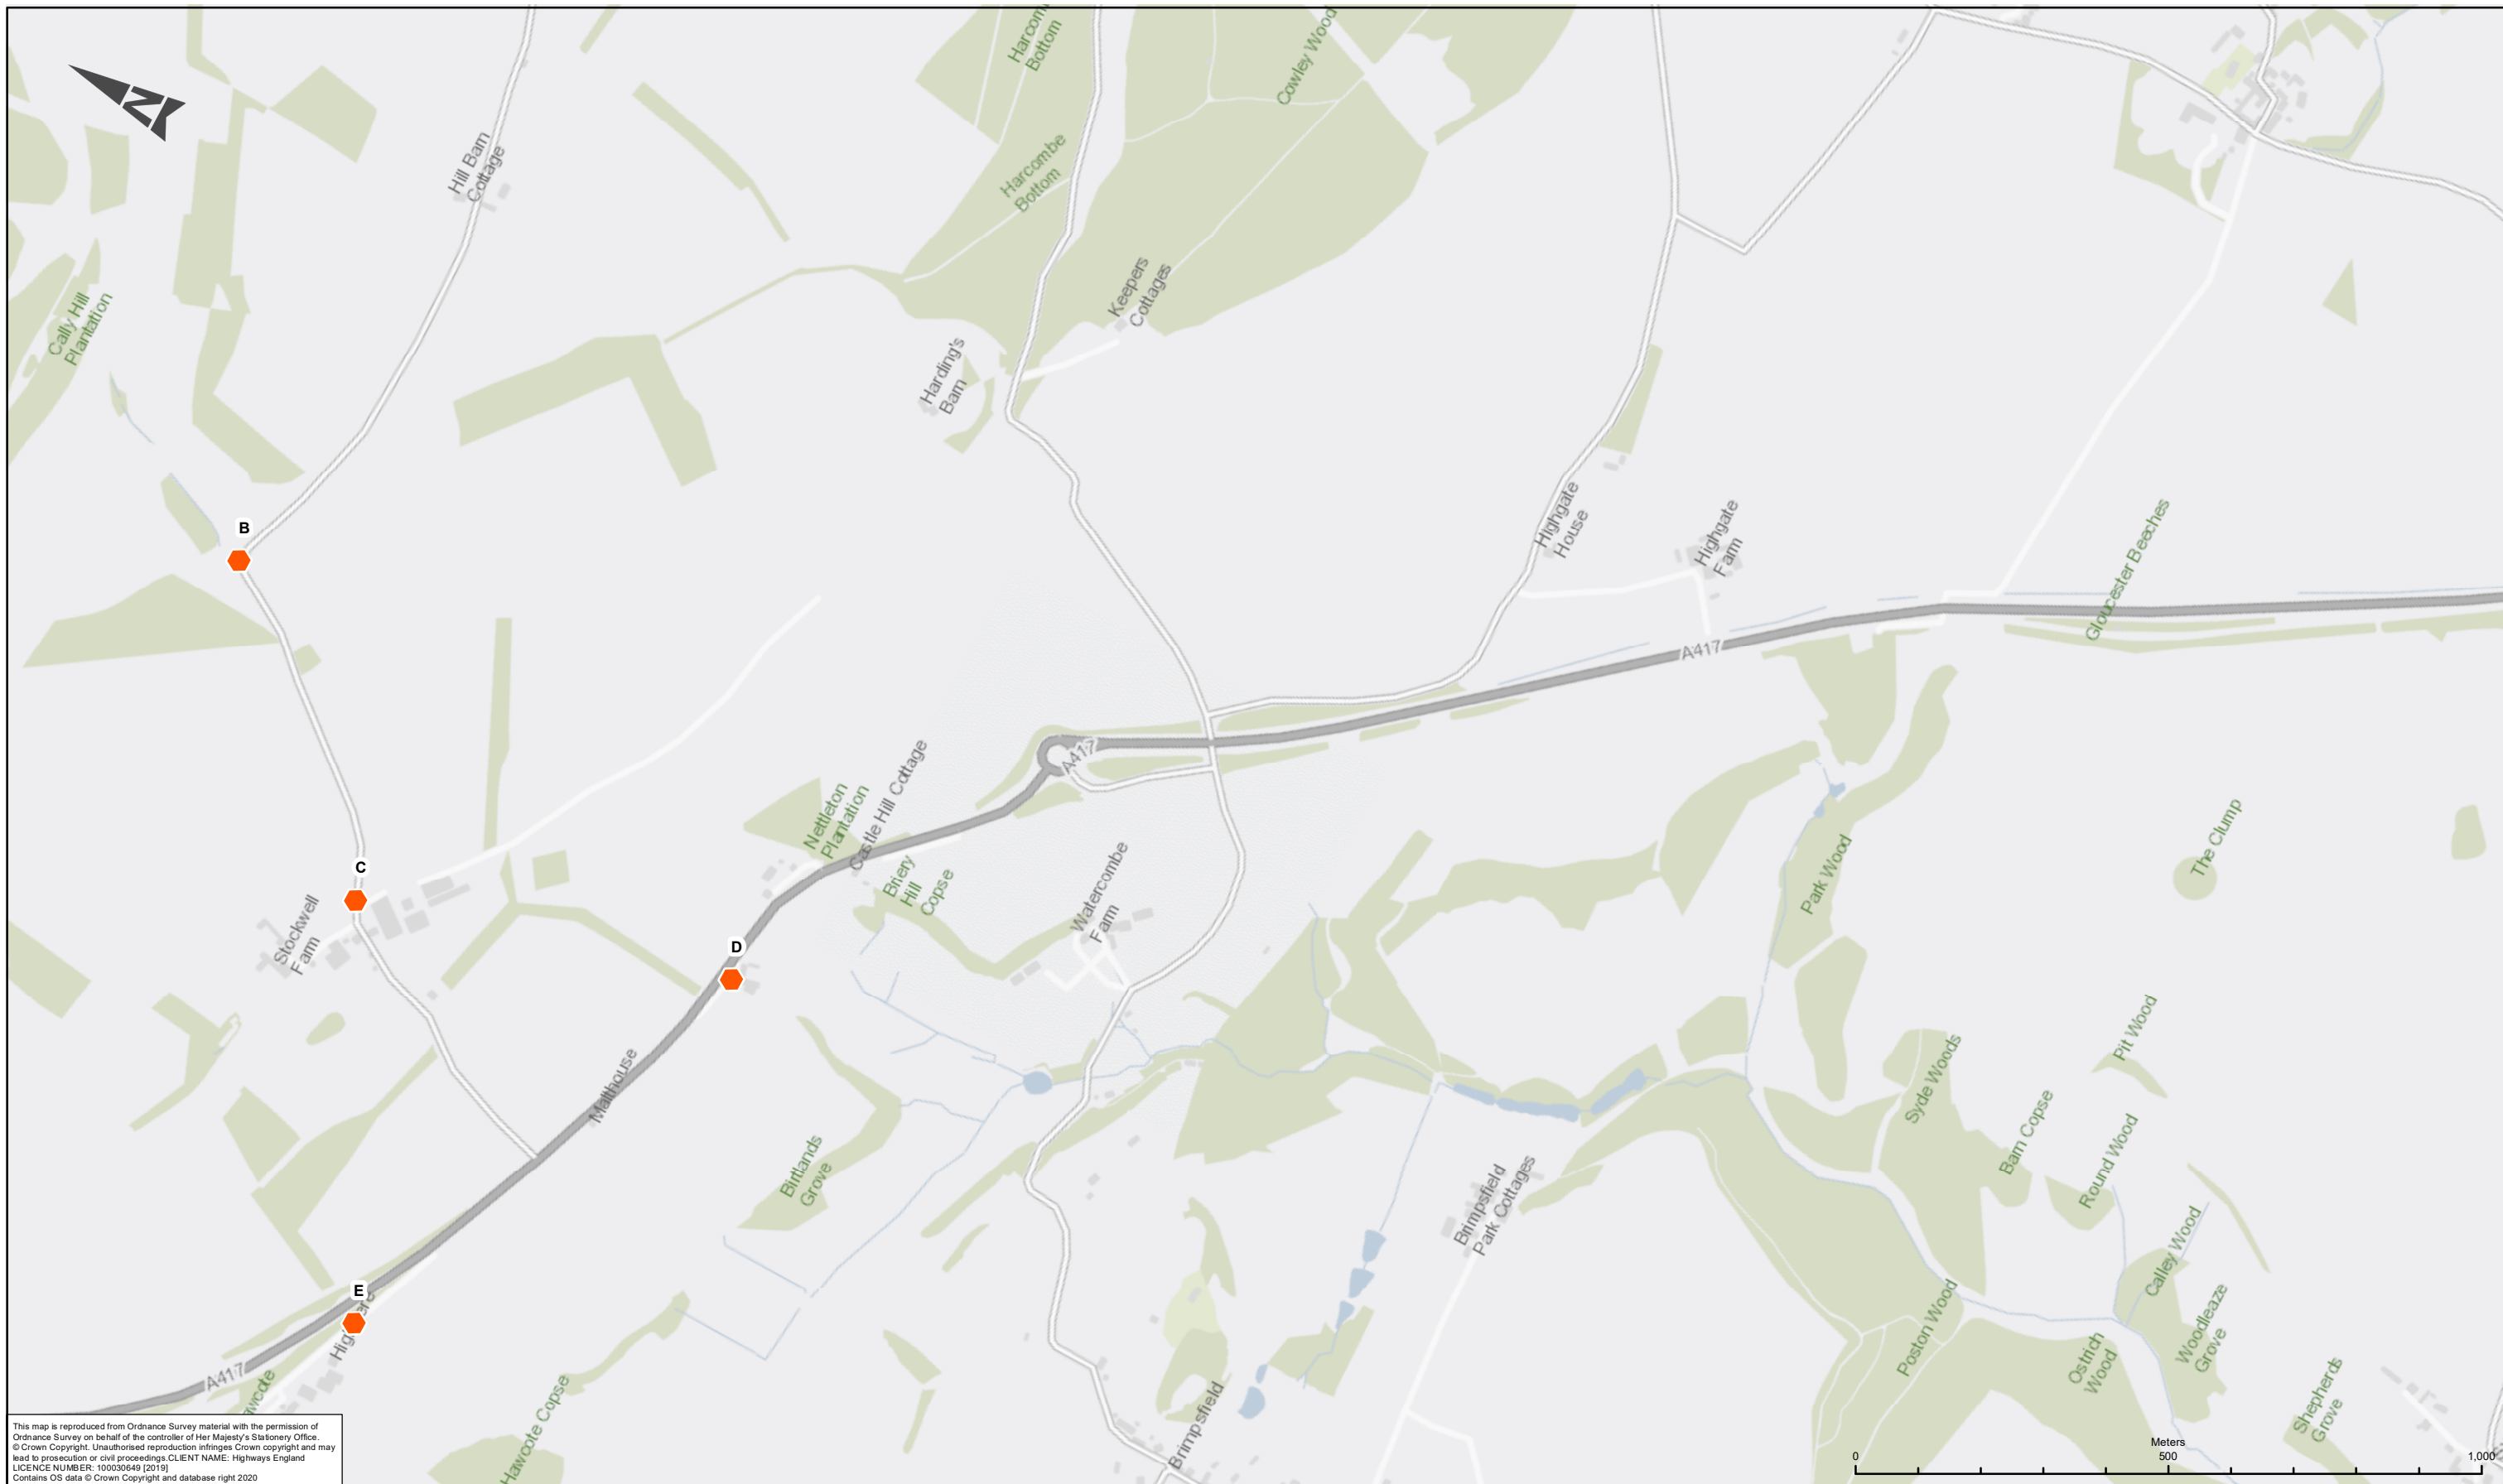 N
Harcombe
Bottom
Cowley Wood
Hill Barn
Cottage
Harcombe
Bottom
Cally Hill
Plantation
Keepers
Cottages
Harding's
Barn
B
Highgate
House
Highgate
Farm
Gloucester Beeches
A417
A417
Nettleton
Plantation
Castle Hill Cottage
C
Briery
Hill
Copse
Watercombe
Farm
Park Wood
The Clump
Stockwell
Farm
D
Malthouse
Pit Wood
Syde Woods
Barn Copse
Round Wood
Birtlands
Grove
Brimpsfield
Park Cottages
Calley Wood
E
Poston Wood
Ostrich
Wood
Woodleaze
Grove
A417
Hawcote Copse
Brimpsfield
Shepherds
Grove
Meters
0 500 1,000
This map is reproduced from Ordnance Survey material with the permission of
Ordnance Survey on behalf of the controller of Her Majesty's Stationery Office.
© Crown Copyright. Unauthorised reproduction infringes Crown copyright and may
lead to prosecution or civil proceedings.CLIENT NAME: Highways England
LICENCE NUMBER: 100030649 [2019]
Contains OS data © Crown Copyright and database right 2020